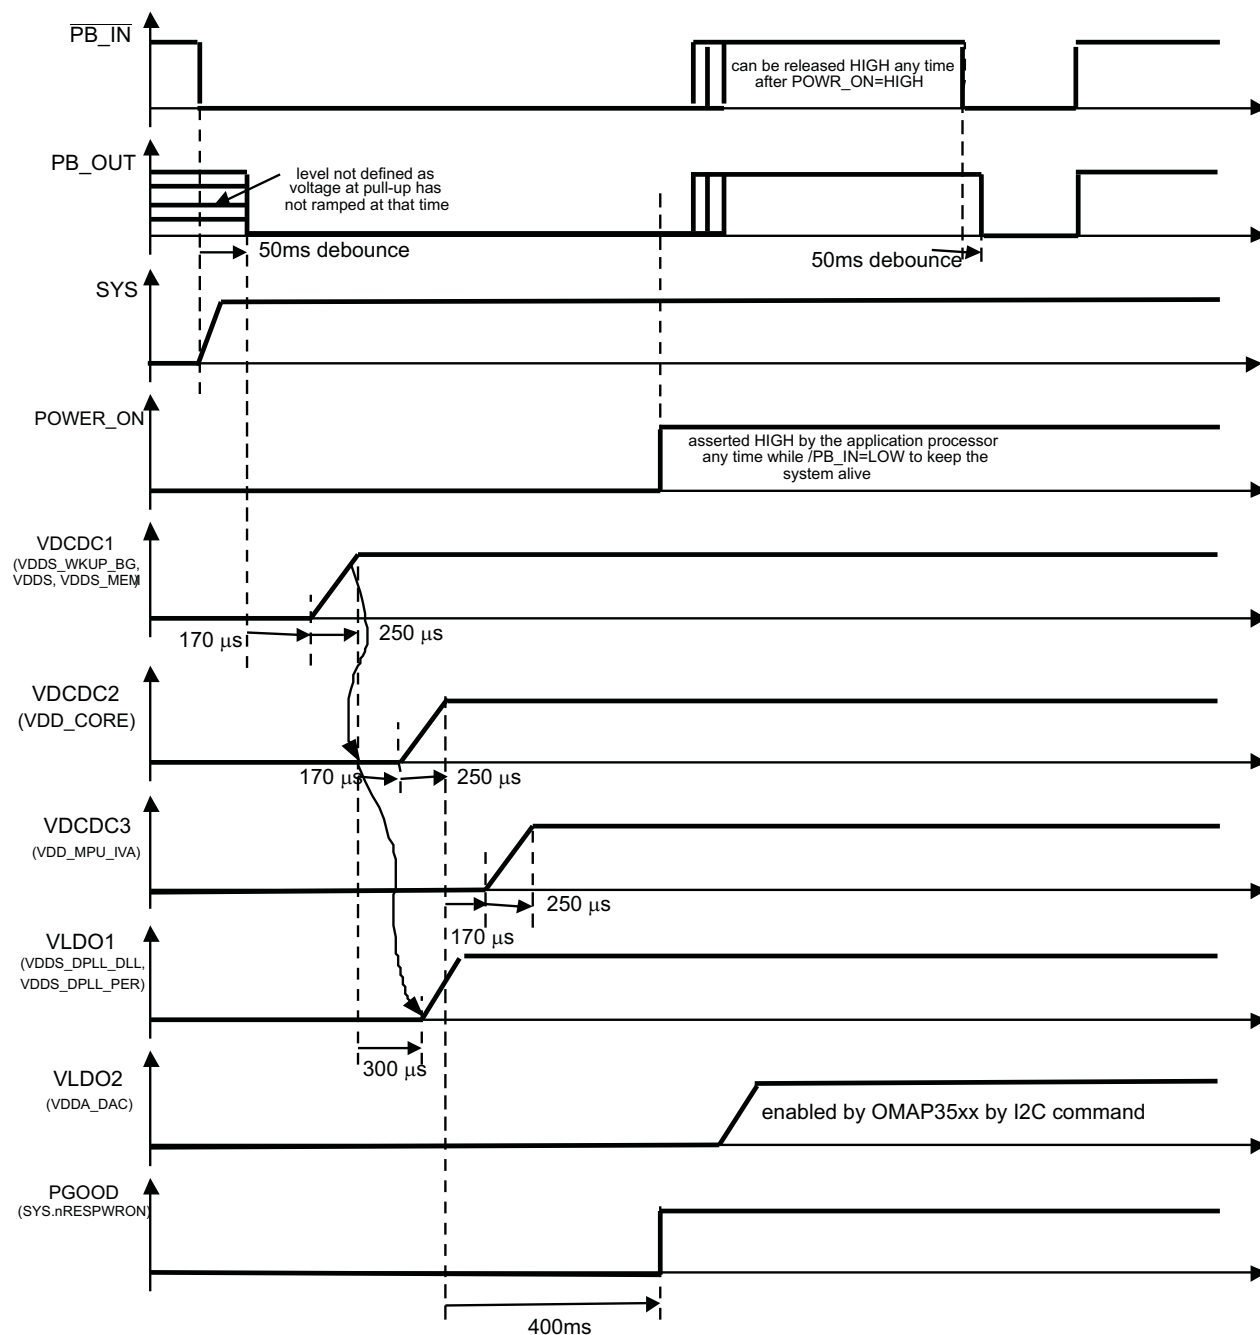 PB_IN
can be released HIGH any time
after POWR_ON=HIGH
PB_OUT
level not defined as
voltage at pull-up has
not ramped at that time
50ms debounce
50ms debounce
SYS
POWER_ON
asserted HIGH by the application processor
any time while /PB_IN=LOW to keep the
system alive
VDCDC1
(VDDS_WKUP_BG,
VDDS, VDDS_MEM)
170 μs
250 μs
VDCDC2
(VDD_CORE)
170 μs
250 μs
VDCDC3
(VDD_MPU_IVA)
250 μs
170 μs
VLDO1
(VDDS_DPLL_DLL,
VDDS_DPLL_PER)
300 μs
VLDO2
(VDDA_DAC)
enabled by OMAP35xx by I2C command
PGOOD
(SYS.nRESPWRON)
400ms